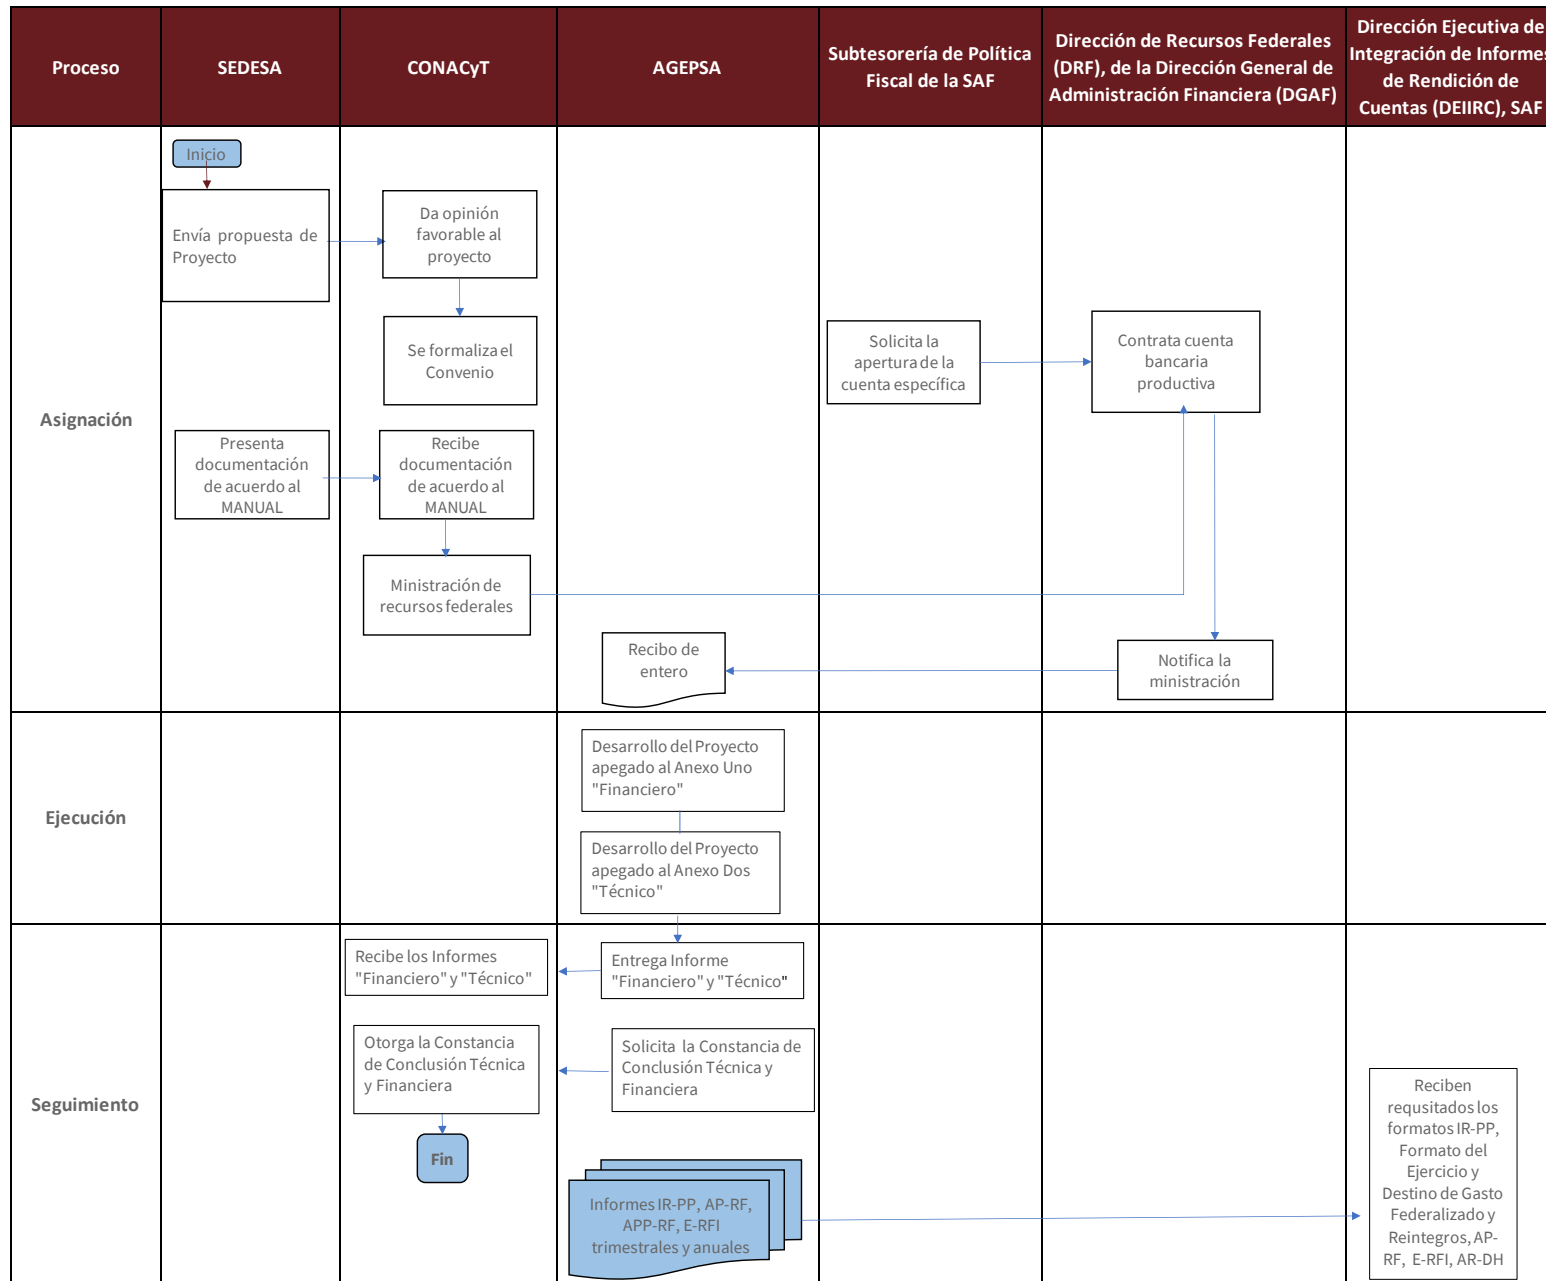 Proceso
SEDESA
CONACyT
AGEPSA
Subtesorería de Política
Fiscal de la SAF
Dirección de Recursos Federales
(DRF), de la Dirección General de
Administración Financiera (DGAF)
Dirección Ejecutiva de
Integración de Informes
de Rendición de
Cuentas (DEIIRC), SAF
Asignación
Inicio
Envía propuesta de
Proyecto
Da opinión
favorable al
proyecto
Se formaliza el
Convenio
Solicita la
apertura de la
cuenta específica
Contrata cuenta
bancaria
productiva
Presenta
documentación
de acuerdo al
MANUAL
Recibe
documentación
de acuerdo al
MANUAL
Ministración de
recursos federales
Recibo de
entero
Notifica la
ministración
Ejecución
Desarrollo del Proyecto
apegado al Anexo Uno
"Financiero"
Desarrollo del Proyecto
apegado al Anexo Dos
"Técnico"
Seguimiento
Recibe los Informes
"Financiero" y "Técnico"
Entrega Informe
"Financiero" y "Técnico"
Otorga la Constancia
de Conclusión Técnica
y Financiera
Solicita la Constancia de
Conclusión Técnica y
Financiera
Fin
Informes IR-PP, AP-RF,
APP-RF, E-RFI
trimestrales y anuales
Reciben
requsitados los
formatos IR-PP,
Formato del
Ejercicio y
Destino de Gasto
Federalizado y
Reintegros, AP-
RF, E-RFI, AR-DH